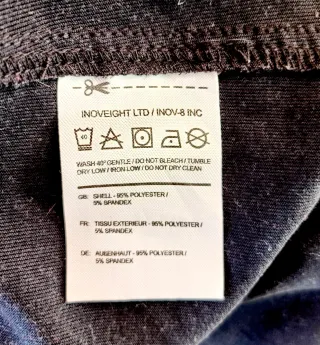 INOVEIGHT LTD / INOV-8 INC
40
WASH 40° GENTLE / DO NOT BLEACH / TUMBLE
DRY LOW / IRON LOW / DO NOT DRY CLEAN
GB: SHELL - 95% POLYESTER /
5% SPANDEX
FR: TISSU EXTERIEUR - 95% POLYESTER /
5% SPANDEX
DE: AUßENHAUT - 95% POLYESTER /
5% SPANDEX